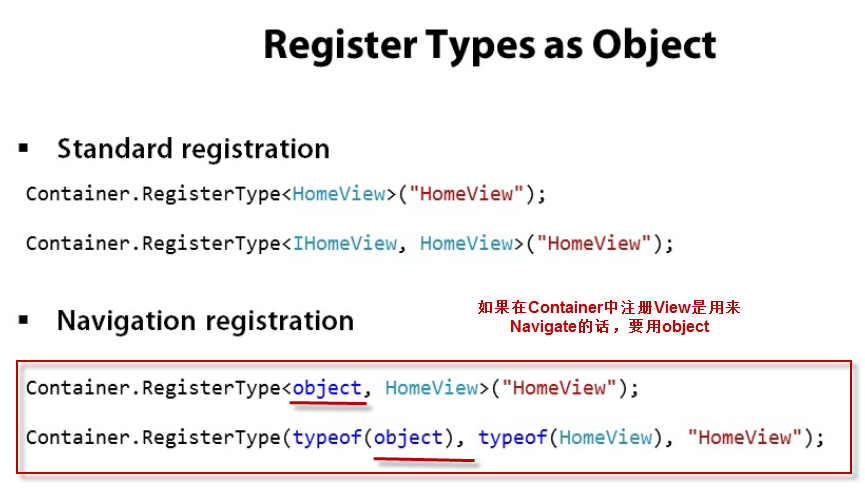 Register Types as Object
▪ Standard registration
Container.RegisterType<HomeView>("HomeView");
Container.RegisterType<IHomeView, HomeView>("HomeView");
▪ Navigation registration
如果在Container中注册View是用来
Navigate的话，要用object
Container.RegisterType<object, HomeView>("HomeView");
Container.RegisterType(typeof(object), typeof(HomeView), "HomeView");